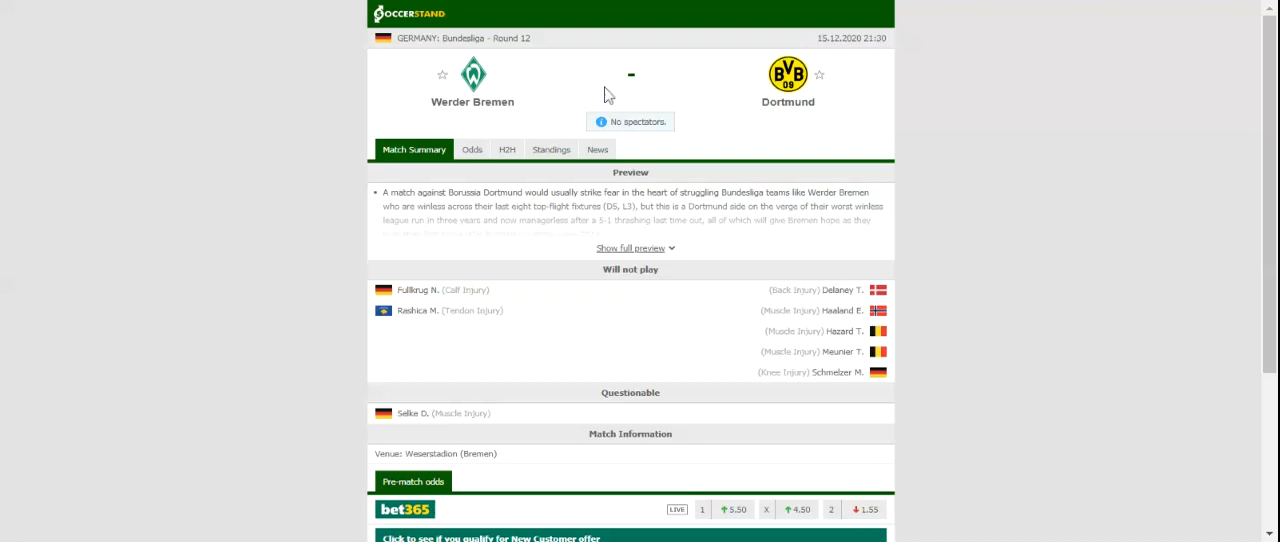 SOCCERSTAND
GERMANY: Bundesliga - Round 12 15.12.2020 21:30
W BVB 09
Werder Bremen - Dortmund
No spectators.
Match Summary Odds H2H Standings News
Preview
• A match against Borussia Dortmund would usually strike fear in the heart of struggling Bundesliga teams like Werder Bremen
who are winless across their last eight top-flight fixtures (D5, L3), but this is a Dortmund side on the verge of their worst winless
league run in three years and now managerless after a 5-1 thrashing last time out, all of which will give Bremen hope as they
Show full preview
Will not play
Fullkrug N. (Calf Injury) (Back Injury) Delaney T.
Rashica M. (Tendon Injury) (Muscle Injury) Haaland E.
(Muscle Injury) Hazard T.
(Muscle Injury) Meunier T.
(Knee Injury) Schmelzer M.
Questionable
Selke D. (Muscle Injury)
Match Information
Venue: Weserstadion (Bremen)
Pre-match odds
bet365 LIVE 1 5.50 X 4.50 2 1.55
Click to see if you qualify for New Customer offer